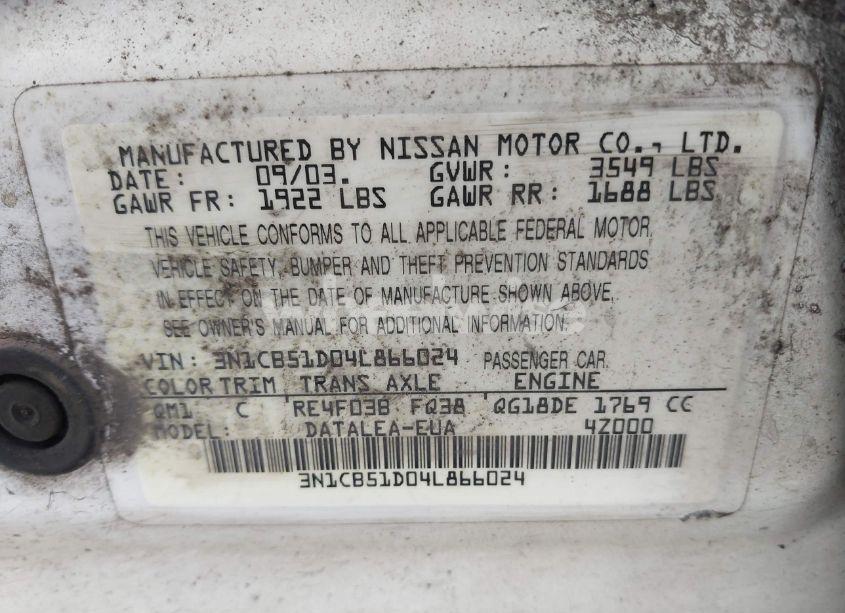 MANUFACTURED BY NISSAN MOTOR CO., LTD.
DATE: 09/03. GVWR: 3549 LBS
GAWR FR: 1922 LBS GAWR RR: 1688 LBS
THIS VEHICLE CONFORMS TO ALL APPLICABLE FEDERAL MOTOR
VEHICLE SAFETY, BUMPER AND THEFT PREVENTION STANDARDS
IN EFFECT ON THE DATE OF MANUFACTURE SHOWN ABOVE.
SEE OWNER'S MANUAL FOR ADDITIONAL INFORMATION.
VIN: 3N1CB51D04L866024 PASSENGER CAR
COLOR TRIM TRANS AXLE ENGINE
QM1 C RE4F03B FQ38 QG18DE 1769 CC
MODEL: DATALEA-EUA 4Z000
3N1CB51D04L866024